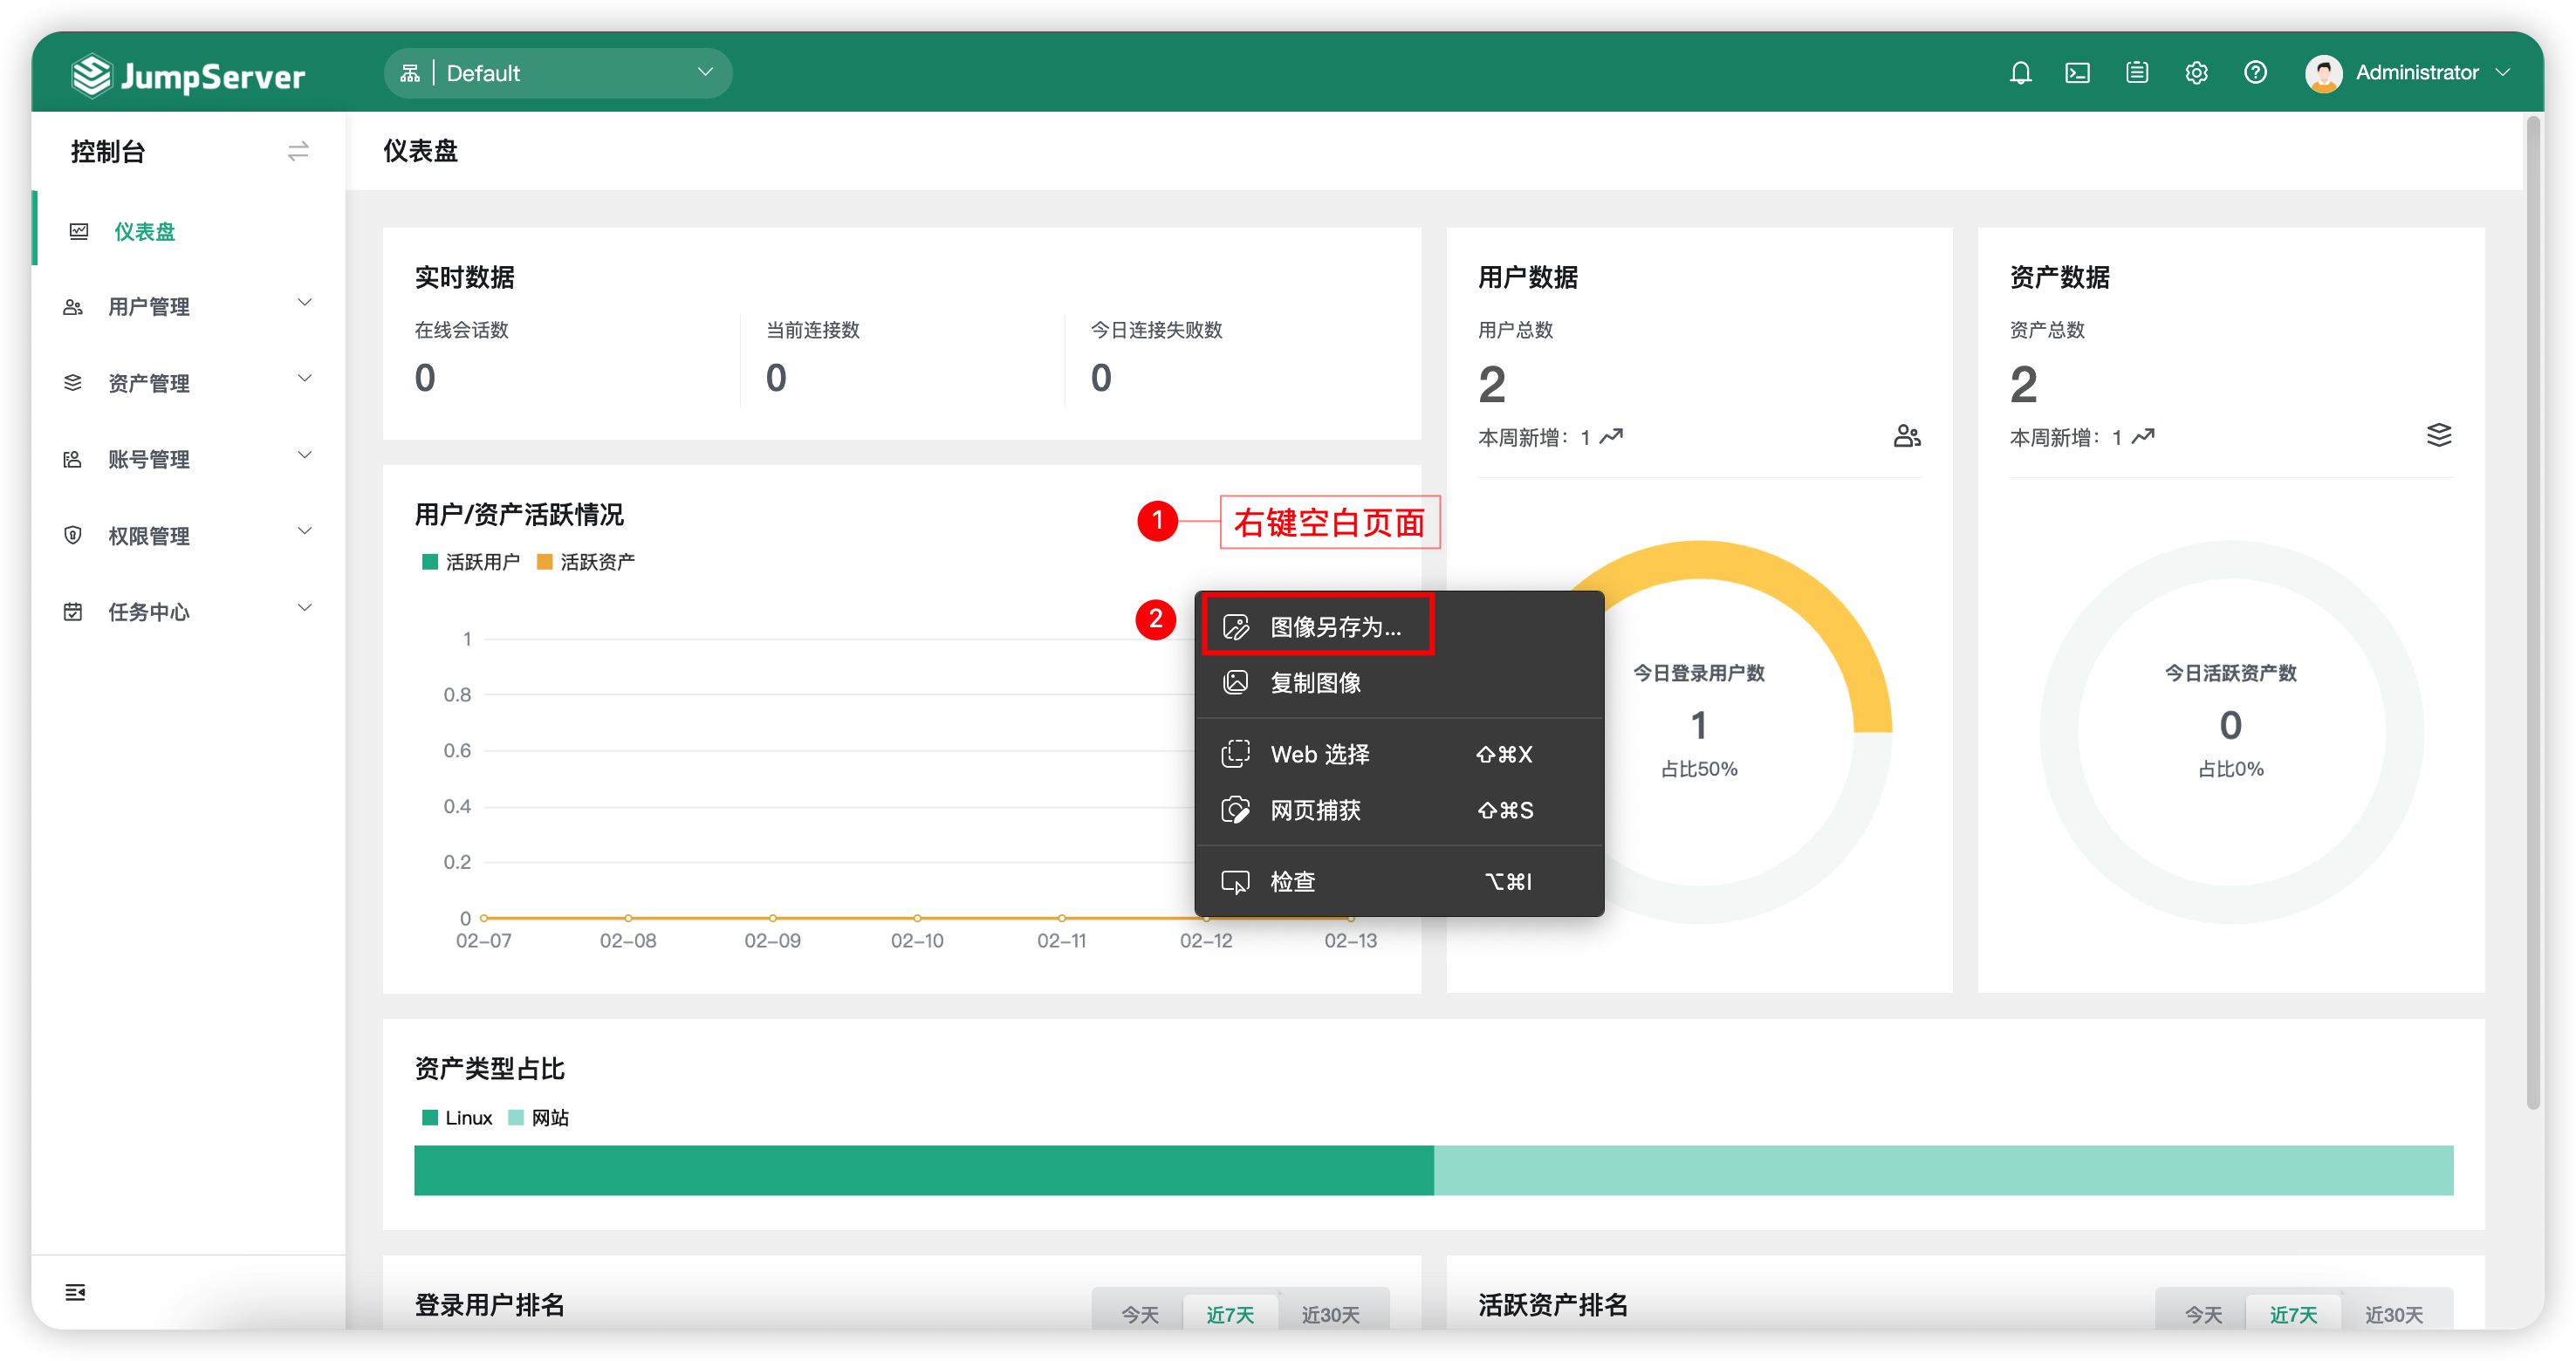 JumpServer
Default
Administrator
控制台
仪表盘
仪表盘
用户管理
资产管理
账号管理
权限管理
任务中心
实时数据
在线会话数
0
当前连接数
0
今日连接失败数
0
用户数据
用户总数
2
本周新增： 1
今日登录用户数
1
占比50%
资产数据
资产总数
2
本周新增： 1
今日活跃资产数
0
占比0%
用户/资产活跃情况
活跃用户 活跃资产
1
0.8
0.6
0.4
0.2
0
02-07 02-08 02-09 02-10 02-11 02-12 02-13
1 右键空白页面
2
图像另存为...
复制图像
Web 选择 ⇧⌘X
网页捕获 ⇧⌘S
检查 ⌥⌘I
资产类型占比
Linux 网站
登录用户排名
今天 近7天 近30天
活跃资产排名
今天 近7天 近30天